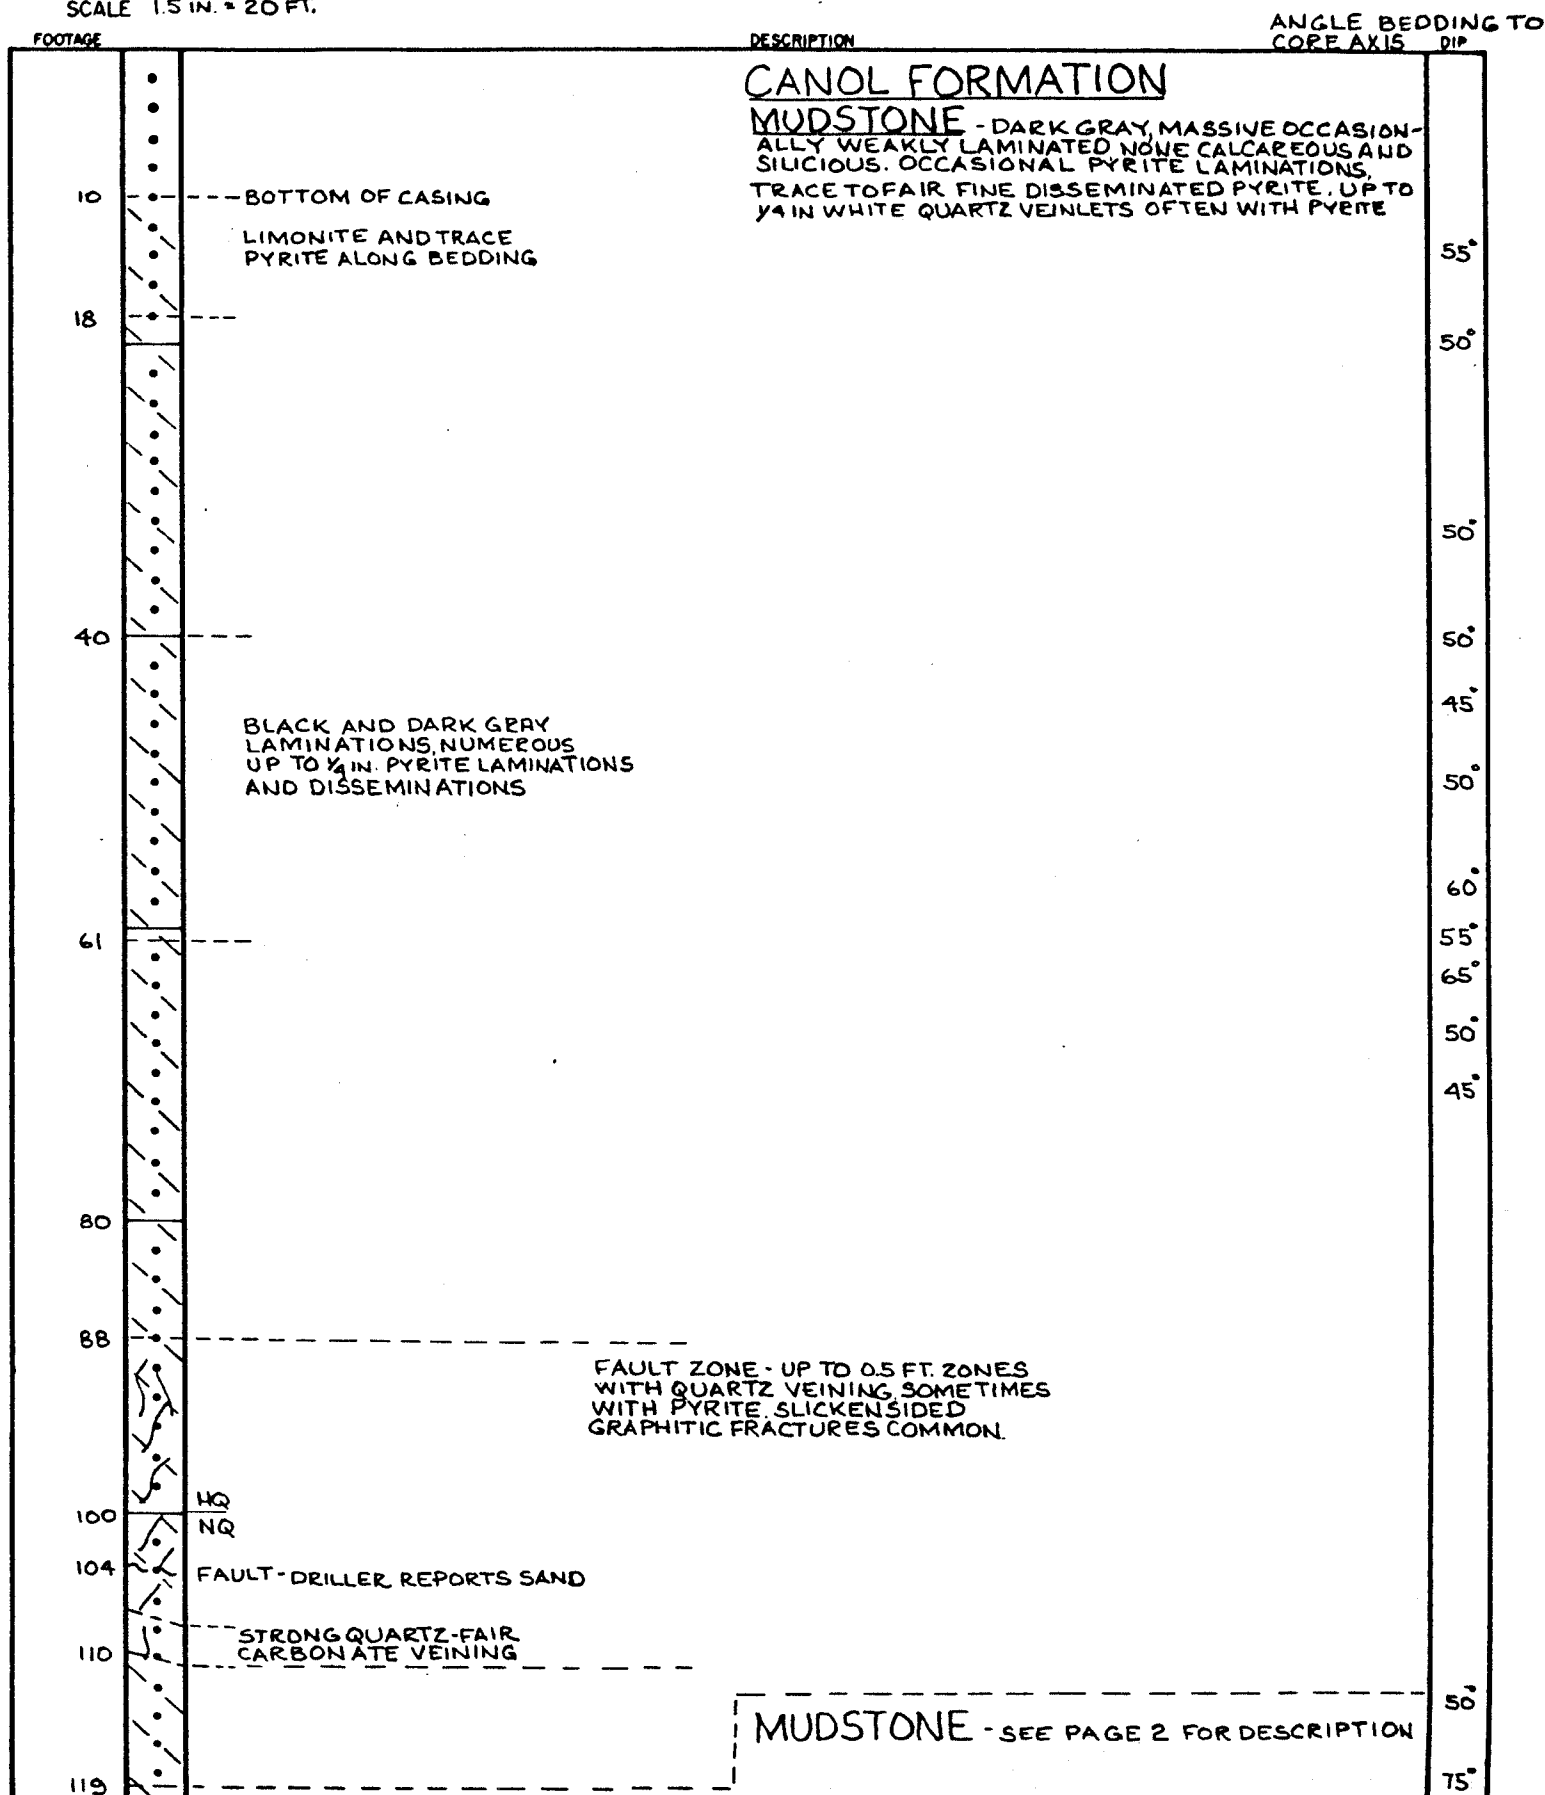 SCALE 1.5 IN. = 20 FT.
ANGLE BEDDING TO
CORE AXIS DIP
FOOTAGE
DESCRIPTION
CANOL FORMATION
MUDSTONE - DARK GRAY, MASSIVE OCCASION-
ALLY WEAKLY LAMINATED NONE CALCAREOUS AND
SILICIOUS. OCCASIONAL PYRITE LAMINATIONS,
TRACE TO FAIR FINE DISSEMINATED PYRITE. UP TO
1/4 IN WHITE QUARTZ VEINLETS OFTEN WITH PYRITE
10
BOTTOM OF CASING
LIMONITE AND TRACE
PYRITE ALONG BEDDING
55°
18
50°
50°
40
50°
45°
BLACK AND DARK GRAY
LAMINATIONS, NUMEROUS
UP TO 1/4 IN. PYRITE LAMINATIONS
AND DISSEMINATIONS
50°
60°
61
55°
65°
50°
45°
80
88
FAULT ZONE - UP TO 0.5 FT. ZONES
WITH QUARTZ VEINING, SOMETIMES
WITH PYRITE. SLICKENSIDED
GRAPHITIC FRACTURES COMMON.
HQ
100
NQ
104
FAULT - DRILLER REPORTS SAND
STRONG QUARTZ-FAIR
110
CARBONATE VEINING
50°
MUDSTONE - SEE PAGE 2 FOR DESCRIPTION
119
75°